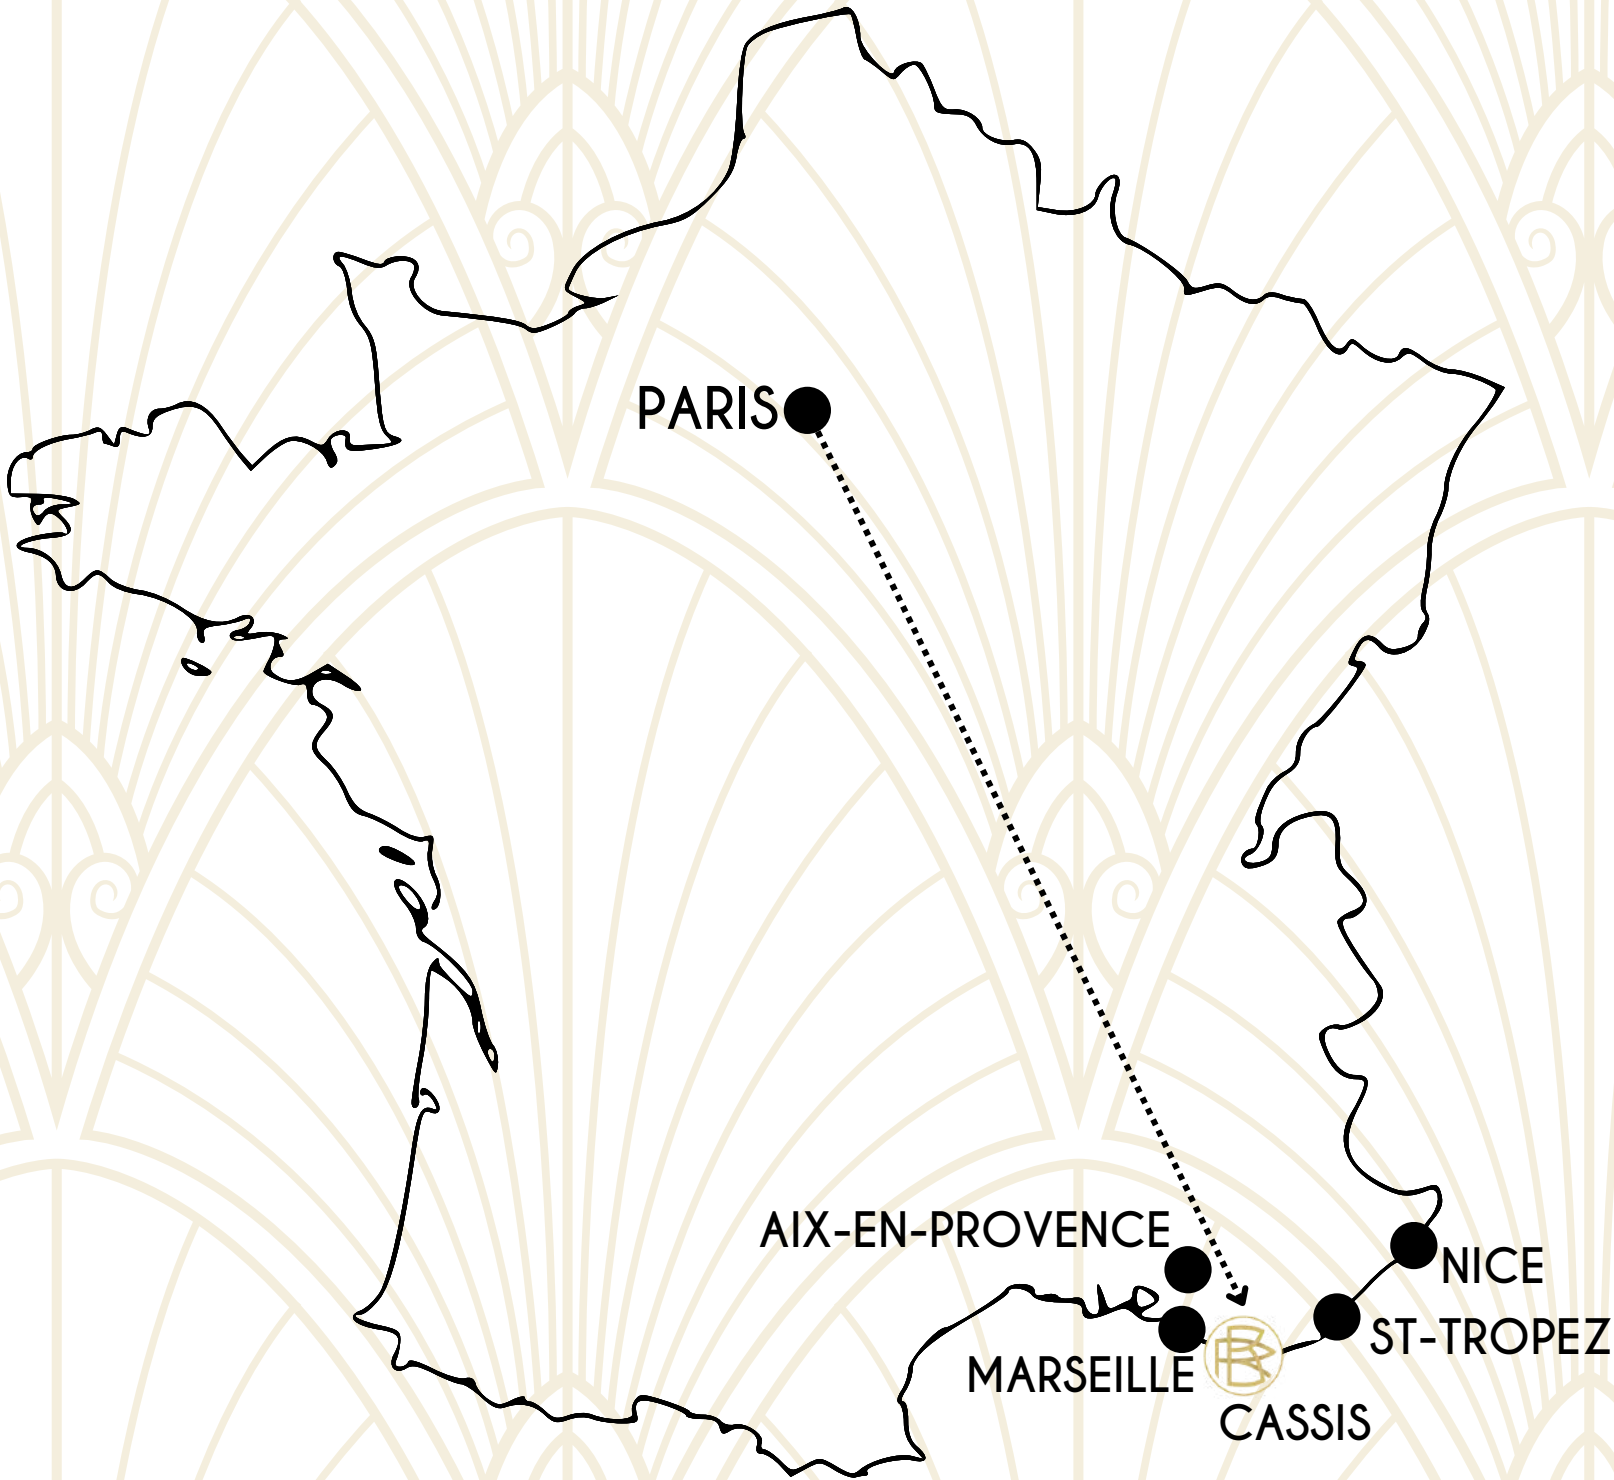 PARIS
AIX-EN-PROVENCE
NICE
ST-TROPEZ
MARSEILLE
CASSIS